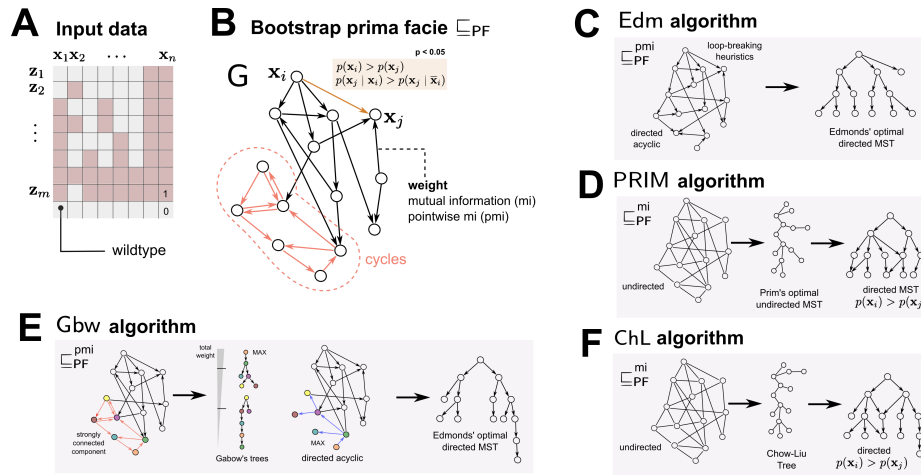 A Input data
x1x2 ... xn
z1
z2
⋮
zm
1
0
wildtype
B Bootstrap prima facie ⊑PF
G
xi
p < 0.05
p(xi) > p(xj)
p(xj | xi) > p(xj | x̄i)
xj
weight
mutual information (mi)
pointwise mi (pmi)
cycles
C Edm algorithm
⊑PF pmi
loop-breaking
heuristics
directed
acyclic
Edmonds' optimal
directed MST
D PRIM algorithm
⊑PF mi
undirected
Prim's optimal
undirected MST
directed MST
p(xi) > p(xj
E Gbw algorithm
⊑PF pmi
strongly
connected
component
total
weight
MAX
Gabow's trees
MAX
directed acyclic
Edmonds' optimal
directed MST
F ChL algorithm
⊑PF mi
undirected
Chow-Liu
Tree
directed
p(xi) > p(xj)